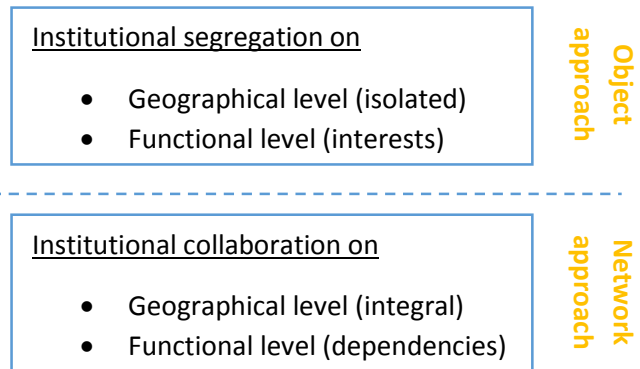 Institutional segregation on
• Geographical level (isolated)
• Functional level (interests)
Object
approach
Institutional collaboration on
• Geographical level (integral)
• Functional level (dependencies)
Network
approach